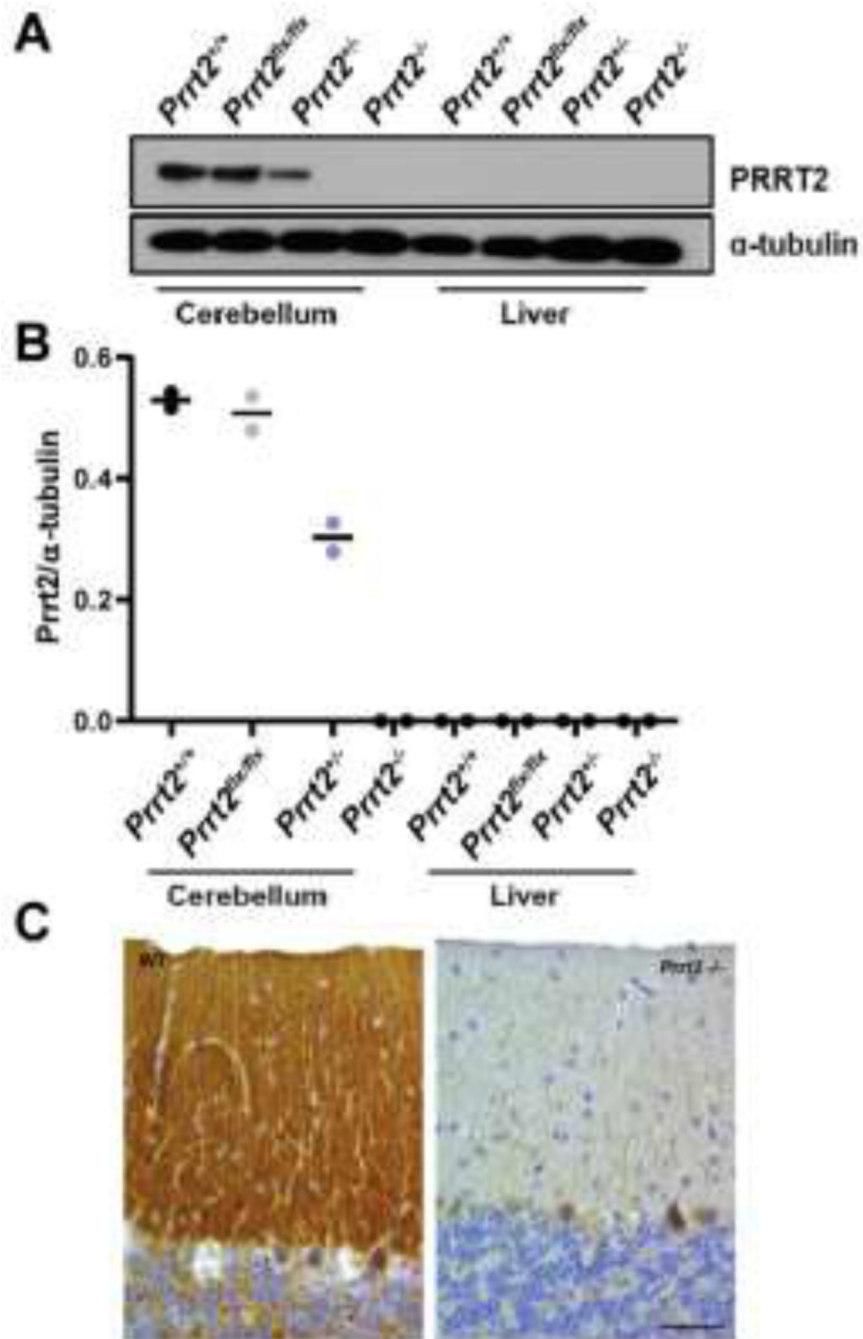 A
Prrt2+/+ Prrt2flx/flx Prrt2+/- Prrt2-/- Prrt2+/+ Prrt2flx/flx Prrt2+/- Prrt2-/-
PRRT2
α-tubulin
Cerebellum Liver
B
Prrt2/α-tubulin
0.6
0.4
0.2
0.0
Prrt2+/+ Prrt2flx/flx Prrt2+/- Prrt2-/- Prrt2+/+ Prrt2flx/flx Prrt2+/- Prrt2-/-
Cerebellum Liver
C
WT Prrt2 -/-